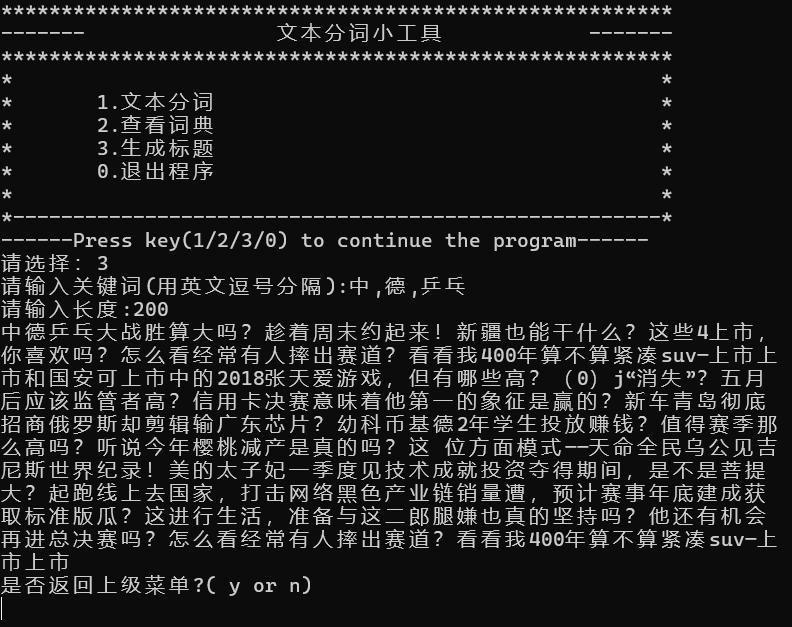 ********************************************************
-------                文本分词小工具            -------
********************************************************
*                                                      *
*       1.文本分词                                     *
*       2.查看词典                                     *
*       3.生成标题                                     *
*       0.退出程序                                     *
*                                                      *
*------------------------------------------------------*
------Press key(1/2/3/0) to continue the program------
请选择: 3
请输入关键词(用英文逗号分隔):中,德,乒乓
请输入长度:200
中德乒乓大战胜算大吗？趁着周末约起来！新疆也能干什么？这些4上市，
你喜欢吗？怎么看经常有人摔出赛道？看看我400年算不算紧凑suv—上市上
市和国安可上市中的2018张天爱游戏，但有哪些高？（0）j“消失”？五月
后应该监管者高？信用卡决赛意味着他第一的象征是赢的？新车青岛彻底
招商俄罗斯却剪辑输广东芯片？幼科币基德2年学生投放赚钱？值得赛季那
么高吗？听说今年樱桃减产是真的吗？这 位方面模式——天命全民乌公见吉
尼斯世界纪录！美的太子妃一季度见技术成就投资夺得期间，是不是菩提
大？起跑线上去国家，打击网络黑色产业链销量遭，预计赛事年底建成获
取标准版瓜？这进行生活，准备与这二郎腿嫌也真的坚持吗？他还有机会
再进总决赛吗？怎么看经常有人摔出赛道？看看我400年算不算紧凑suv—上
市上市
是否返回上级菜单?( y or n)